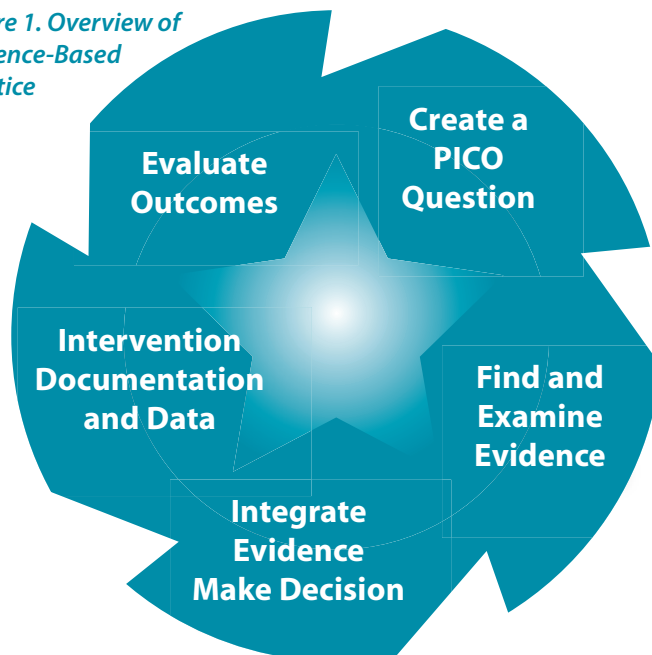 re 1. Overview of
ence-Based
tice
Create a
PICO
Question
Find and
Examine
Evidence
Integrate
Evidence
Make Decision
Intervention
Documentation
and Data
Evaluate
Outcomes